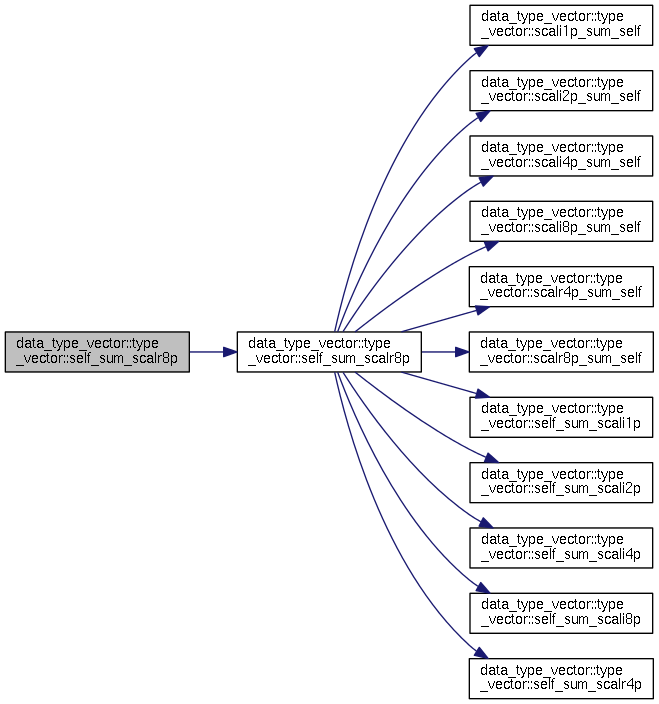 data_type_vector::type
_vector::self_sum_scalr8p
data_type_vector::type
_vector::self_sum_scalr8p
data_type_vector::type
_vector::scali1p_sum_self
data_type_vector::type
_vector::scali2p_sum_self
data_type_vector::type
_vector::scali4p_sum_self
data_type_vector::type
_vector::scali8p_sum_self
data_type_vector::type
_vector::scalr4p_sum_self
data_type_vector::type
_vector::scalr8p_sum_self
data_type_vector::type
_vector::self_sum_scali1p
data_type_vector::type
_vector::self_sum_scali2p
data_type_vector::type
_vector::self_sum_scali4p
data_type_vector::type
_vector::self_sum_scali8p
data_type_vector::type
_vector::self_sum_scalr4p